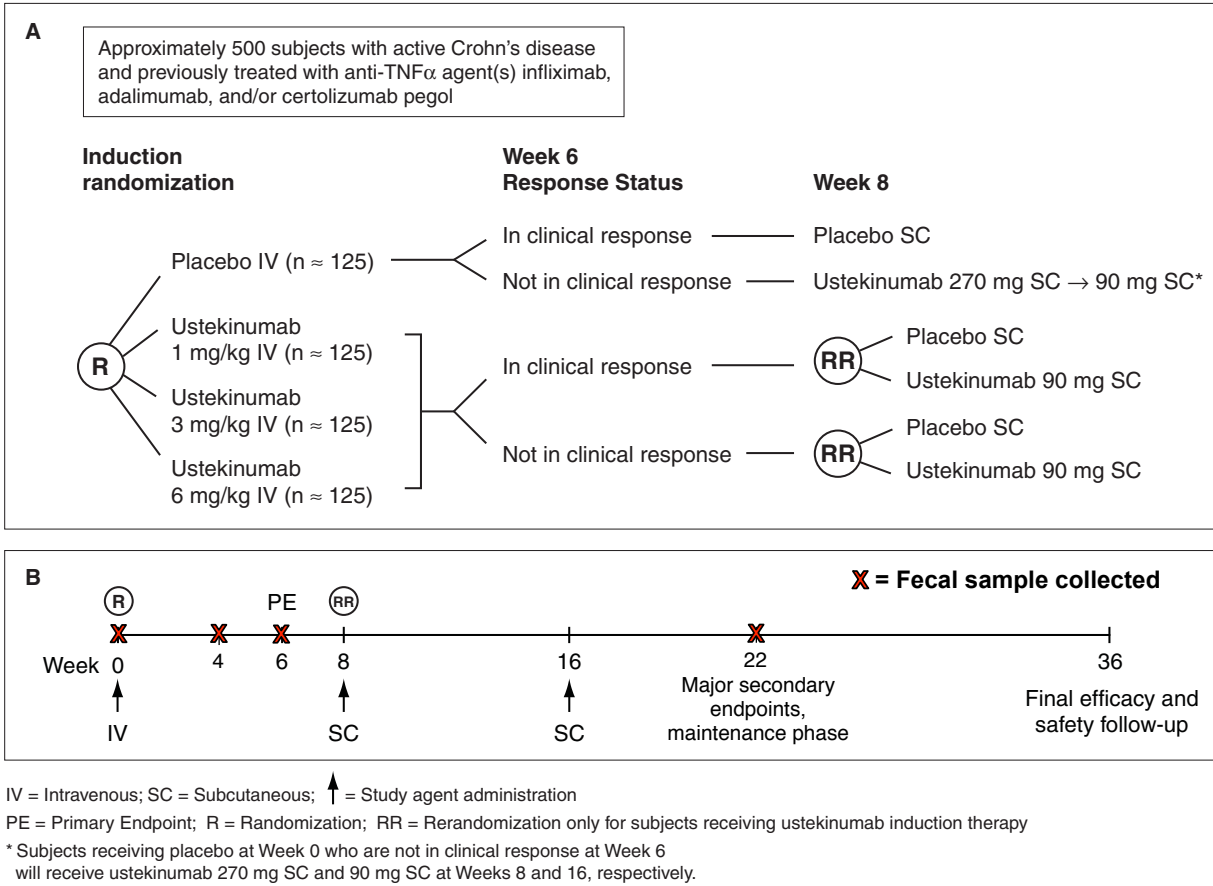 A
Approximately 500 subjects with active Crohn's disease
and previously treated with anti-TNFα agent(s) infliximab,
adalimumab, and/or certolizumab pegol
Induction
randomization
Week 6
Response Status
Week 8
R
Placebo IV (n ≈ 125)
In clinical response
Placebo SC
Not in clinical response
Ustekinumab 270 mg SC → 90 mg SC*
Ustekinumab
1 mg/kg IV (n ≈ 125)
Ustekinumab
3 mg/kg IV (n ≈ 125)
Ustekinumab
6 mg/kg IV (n ≈ 125)
In clinical response
RR
Placebo SC
Ustekinumab 90 mg SC
Not in clinical response
RR
Placebo SC
Ustekinumab 90 mg SC
B
X = Fecal sample collected
R
PE
RR
X
X
X
X
Week 0 4 6 8 16 22 36
Major secondary
endpoints,
maintenance phase
Final efficacy and
safety follow-up
IV
SC
SC
IV = Intravenous; SC = Subcutaneous; ↑ = Study agent administration
PE = Primary Endpoint; R = Randomization; RR = Rerandomization only for subjects receiving ustekinumab induction therapy
* Subjects receiving placebo at Week 0 who are not in clinical response at Week 6
will receive ustekinumab 270 mg SC and 90 mg SC at Weeks 8 and 16, respectively.